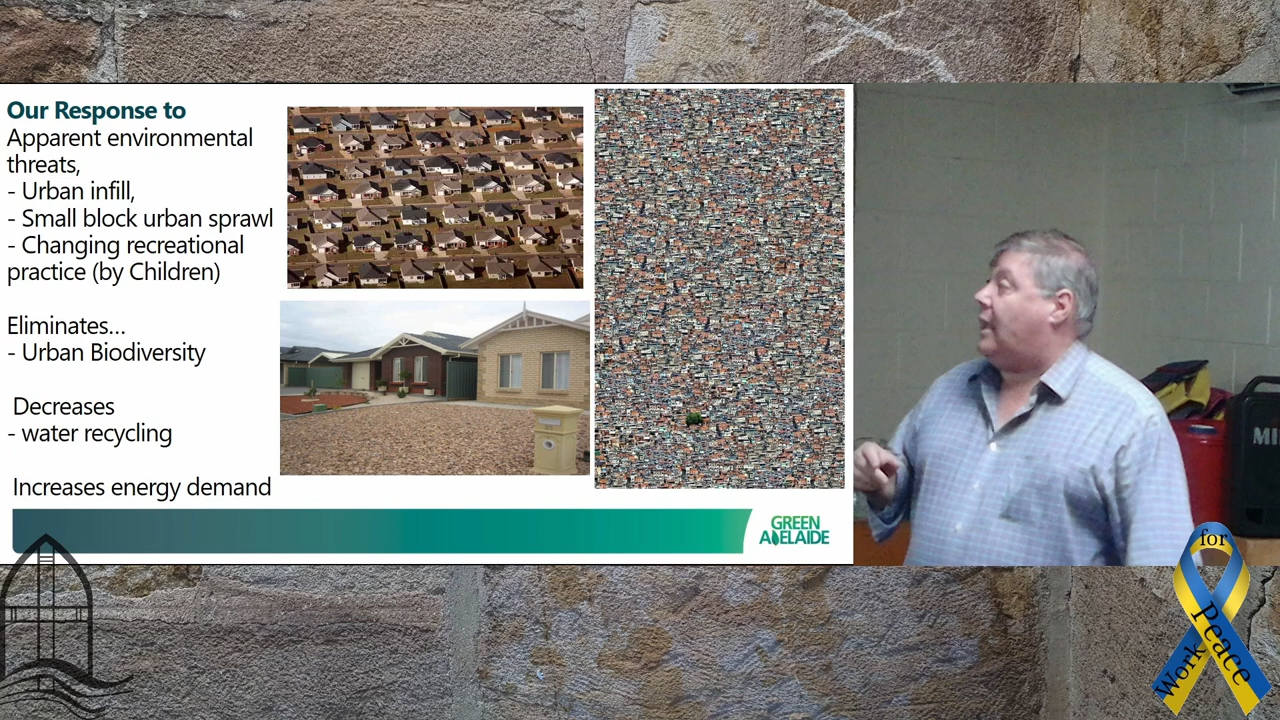 Our Response to
Apparent environmental
threats,
- Urban infill,
- Small block urban sprawl
- Changing recreational
practice (by Children)
Eliminates...
- Urban Biodiversity
Decreases
- water recycling
Increases energy demand
GREEN
ADELAIDE
for
Work
Peace